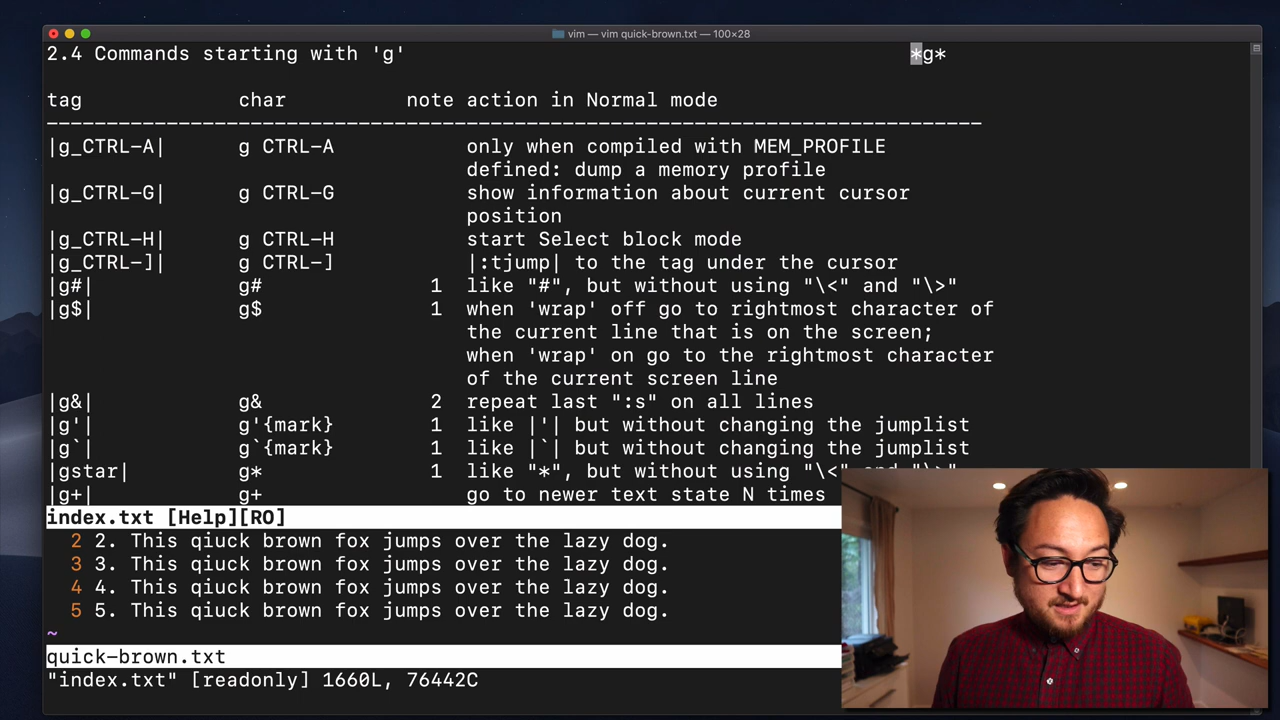 vim — vim quick-brown.txt — 100×28
2.4 Commands starting with 'g' *g*
tag char note action in Normal mode
|g_CTRL-A| g CTRL-A only when compiled with MEM_PROFILE
defined: dump a memory profile
|g_CTRL-G| g CTRL-G show information about current cursor
position
|g_CTRL-H| g CTRL-H start Select block mode
|g_CTRL-]| g CTRL-] |:tjump| to the tag under the cursor
|g#| g# 1 like "#", but without using "\<" and "\>"
|g$| g$ 1 when 'wrap' off go to rightmost character of
the current line that is on the screen;
when 'wrap' on go to the rightmost character
of the current screen line
|g&| g& 2 repeat last ":s" on all lines
|g'| g'{mark} 1 like |'| but without changing the jumplist
|g`| g`{mark} 1 like |`| but without changing the jumplist
|gstar| g* 1 like "*", but without using "\<" and "\>"
|g+| g+ go to newer text state N times
index.txt [Help][RO]
2 2. This qiuck brown fox jumps over the lazy dog.
3 3. This qiuck brown fox jumps over the lazy dog.
4 4. This qiuck brown fox jumps over the lazy dog.
5 5. This qiuck brown fox jumps over the lazy dog.
~
quick-brown.txt
"index.txt" [readonly] 1660L, 76442C